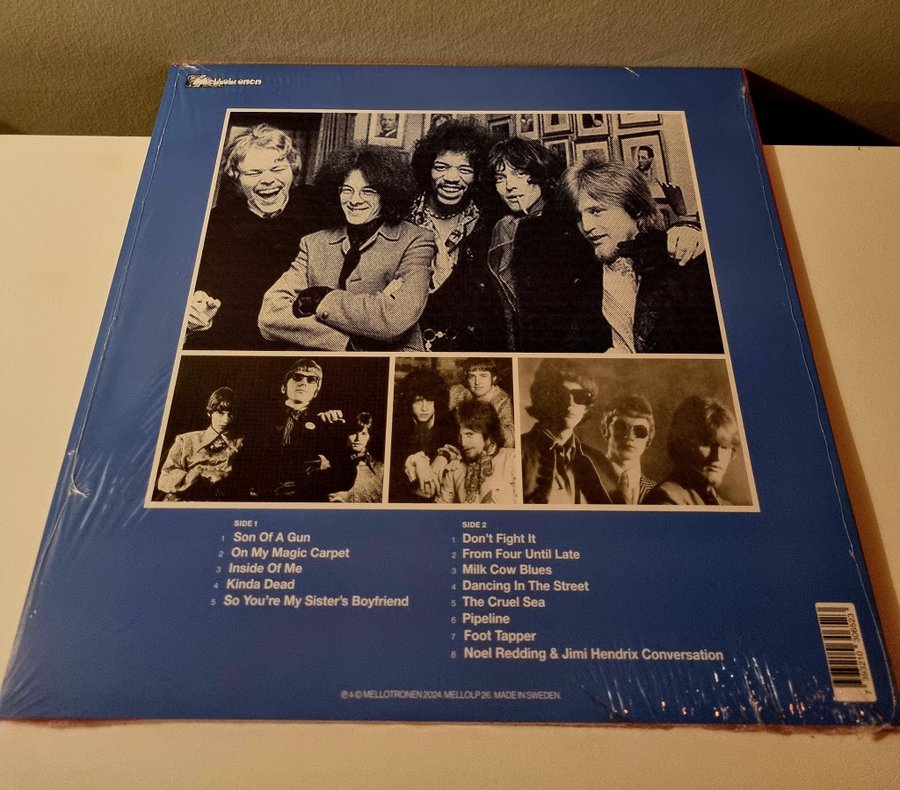 SIDE 1
1 Son Of A Gun
2 On My Magic Carpet
3 Inside Of Me
4 Kinda Dead
5 So You're My Sister's Boyfriend
SIDE 2
1 Don't Fight It
2 From Four Until Late
3 Milk Cow Blues
4 Dancing In The Street
5 The Cruel Sea
6 Pipeline
7 Foot Tapper
8 Noel Redding & Jimi Hendrix Conversation
℗ & © MELLOTRONEN 2024. MELLOLP 26. MADE IN SWEDEN.